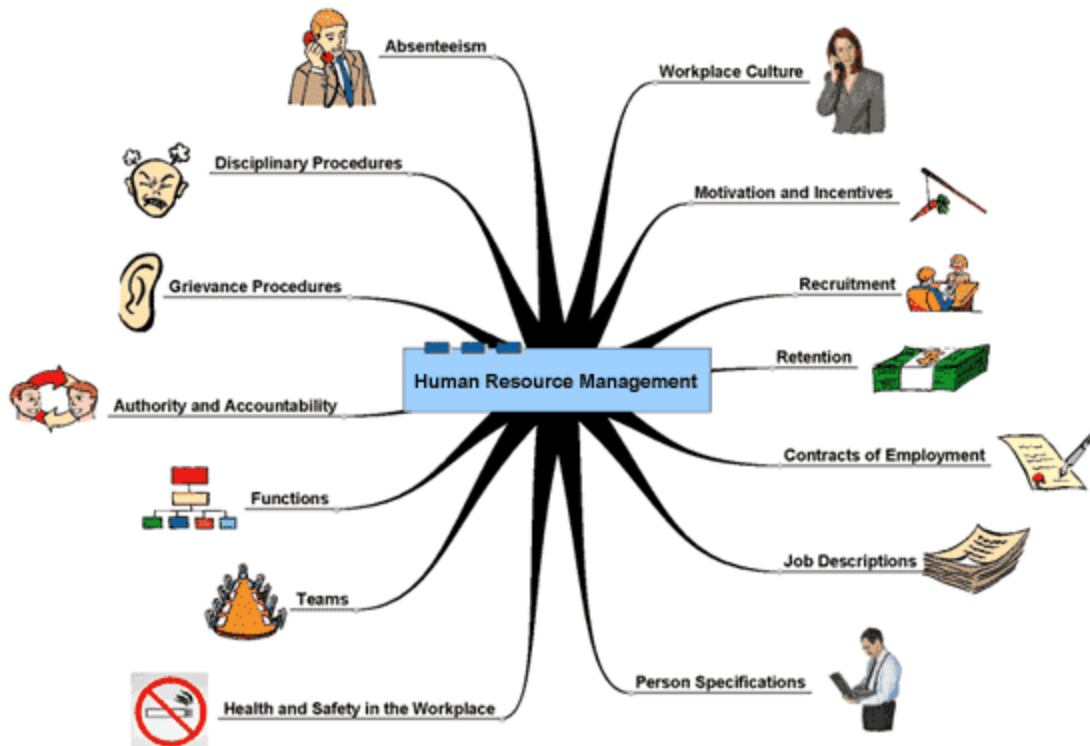 Absenteeism
Workplace Culture
Disciplinary Procedures
Motivation and Incentives
Grievance Procedures
Recruitment
Retention
Human Resource Management
Authority and Accountability
Contracts of Employment
Functions
Job Descriptions
Teams
Person Specifications
Health and Safety in the Workplace